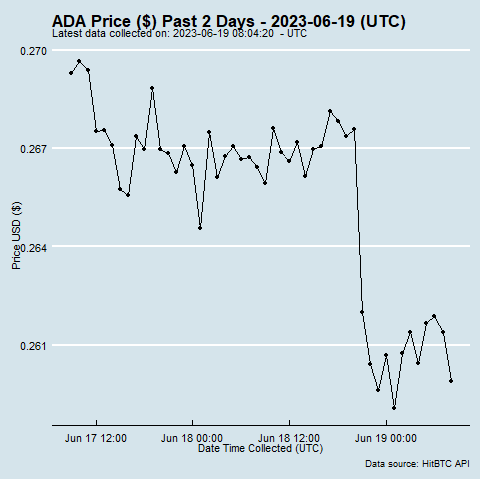 ADA Price ($) Past 2 Days - 2023-06-19 (UTC)
Latest data collected on: 2023-06-19 08:04:20  - UTC
0.270
0.267
0.264
0.261
Price USD ($)
Jun 17 12:00
Jun 18 00:00
Jun 18 12:00
Jun 19 00:00
Date Time Collected (UTC)
Data source: HitBTC API